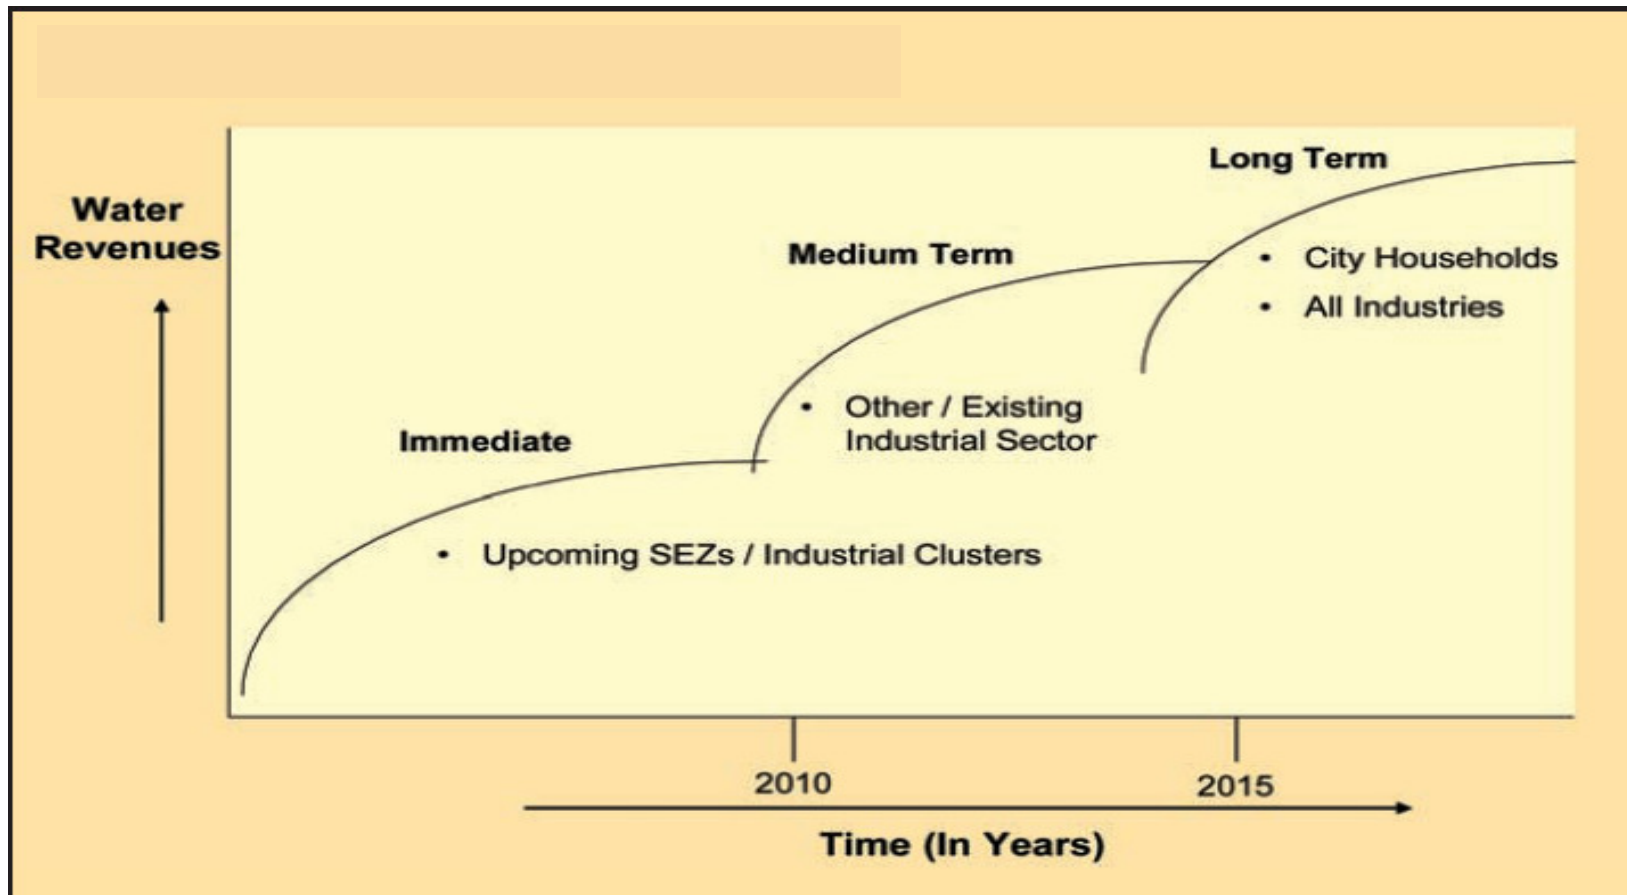 Long Term
Water
Revenues
Medium Term
• City Households
• All Industries
• Other / Existing
Industrial Sector
Immediate
• Upcoming SEZs / Industrial Clusters
2010
2015
Time (In Years)